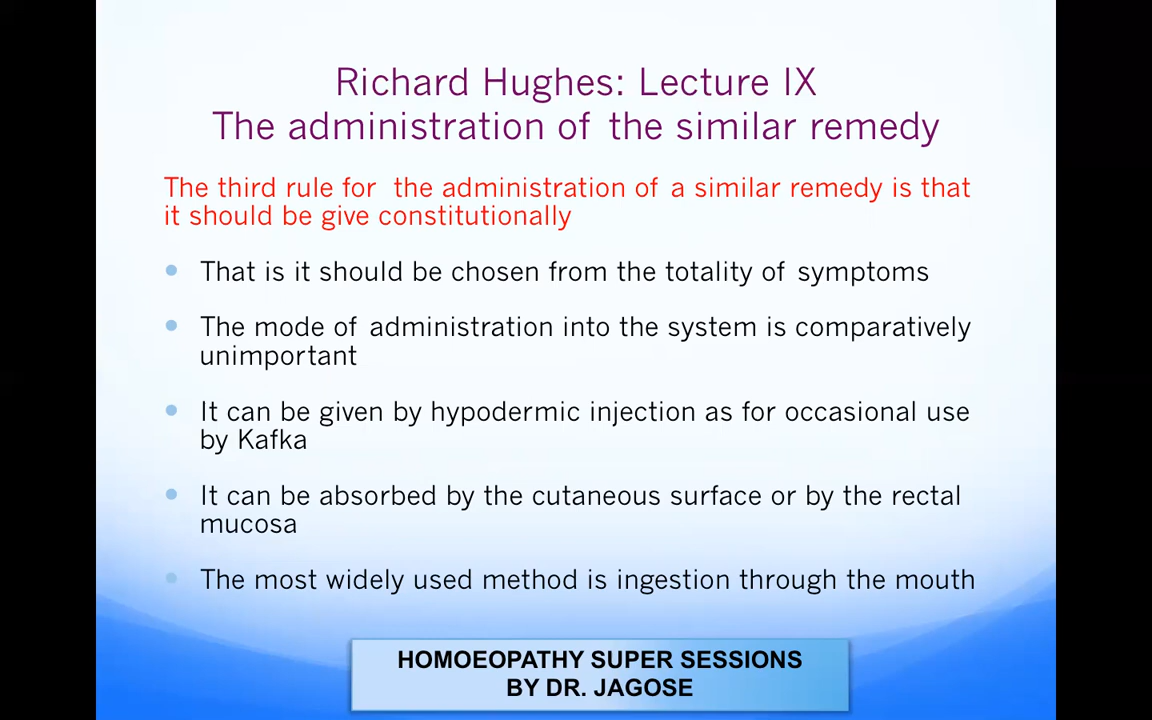 Richard Hughes: Lecture IX
The administration of the similar remedy
The third rule for the administration of a similar remedy is that
it should be give constitutionally
That is it should be chosen from the totality of symptoms
The mode of administration into the system is comparatively
unimportant
It can be given by hypodermic injection as for occasional use
by Kafka
It can be absorbed by the cutaneous surface or by the rectal
mucosa
The most widely used method is ingestion through the mouth
HOMOEOPATHY SUPER SESSIONS
BY DR. JAGOSE